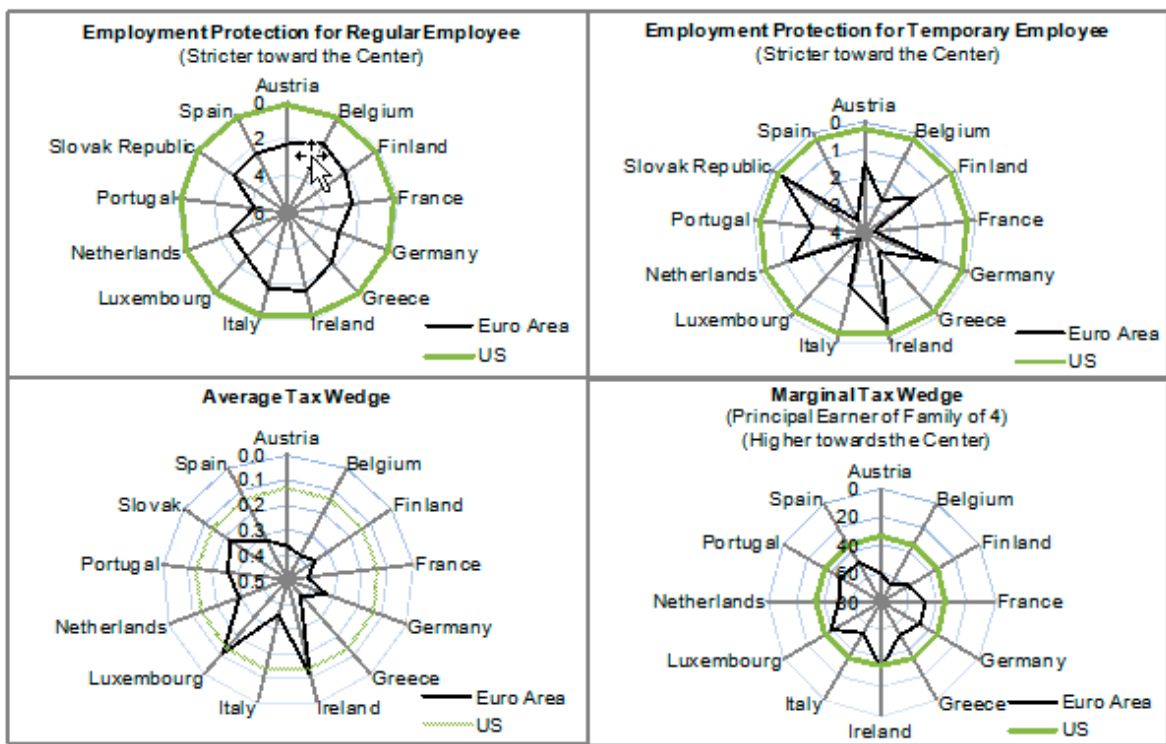 Employment Protection for Regular Employee
(Stricter toward the Center)
Austria
Belgium
Finland
France
Germany
Greece
Ireland
Italy
Luxembourg
Netherlands
Portugal
Slovak Republic
Spain
0
2
4
6
Euro Area
US
Employment Protection for Temporary Employee
(Stricter toward the Center)
Austria
Belgium
Finland
France
Germany
Greece
Ireland
Italy
Luxembourg
Netherlands
Portugal
Slovak Republic
Spain
0
1
2
3
4
Euro Area
US
Average Tax Wedge
Austria
Belgium
Finland
France
Germany
Greece
Ireland
Italy
Luxembourg
Netherlands
Portugal
Slovak
Spain
0.0
0.1
0.2
0.3
0.4
0.5
Euro Area
US
Marginal Tax Wedge
(Principal Earner of Family of 4)
(Higher towards the Center)
Austria
Belgium
Finland
France
Germany
Greece
Ireland
Italy
Luxembourg
Netherlands
Portugal
Spain
0
20
40
60
80
Euro Area
US